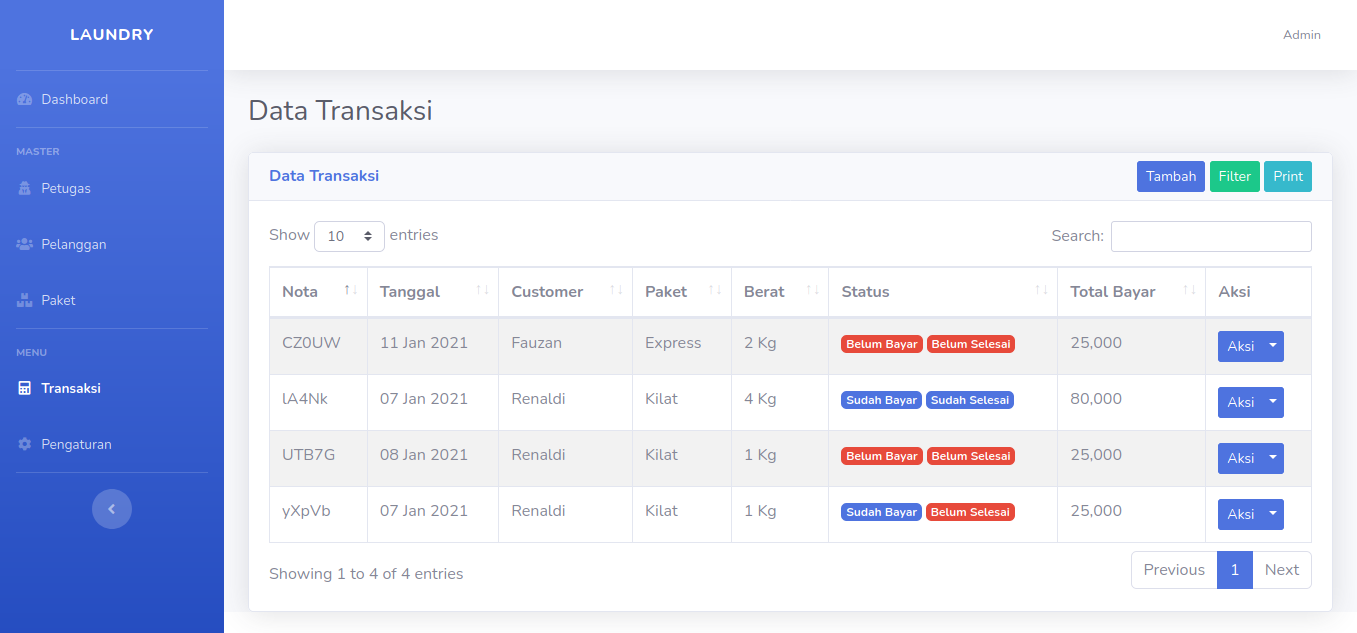 LAUNDRY
Admin
Dashboard
MASTER
Petugas
Pelanggan
Paket
MENU
Transaksi
Pengaturan
Data Transaksi
Data Transaksi
Tambah Filter Print
Show 10 entries Search:
Nota Tanggal Customer Paket Berat Status Total Bayar Aksi
CZ0UW 11 Jan 2021 Fauzan Express 2 Kg Belum Bayar Belum Selesai 25,000 Aksi
lA4Nk 07 Jan 2021 Renaldi Kilat 4 Kg Sudah Bayar Sudah Selesai 80,000 Aksi
UTB7G 08 Jan 2021 Renaldi Kilat 1 Kg Belum Bayar Belum Selesai 25,000 Aksi
yXpVb 07 Jan 2021 Renaldi Kilat 1 Kg Sudah Bayar Belum Selesai 25,000 Aksi
Showing 1 to 4 of 4 entries Previous 1 Next